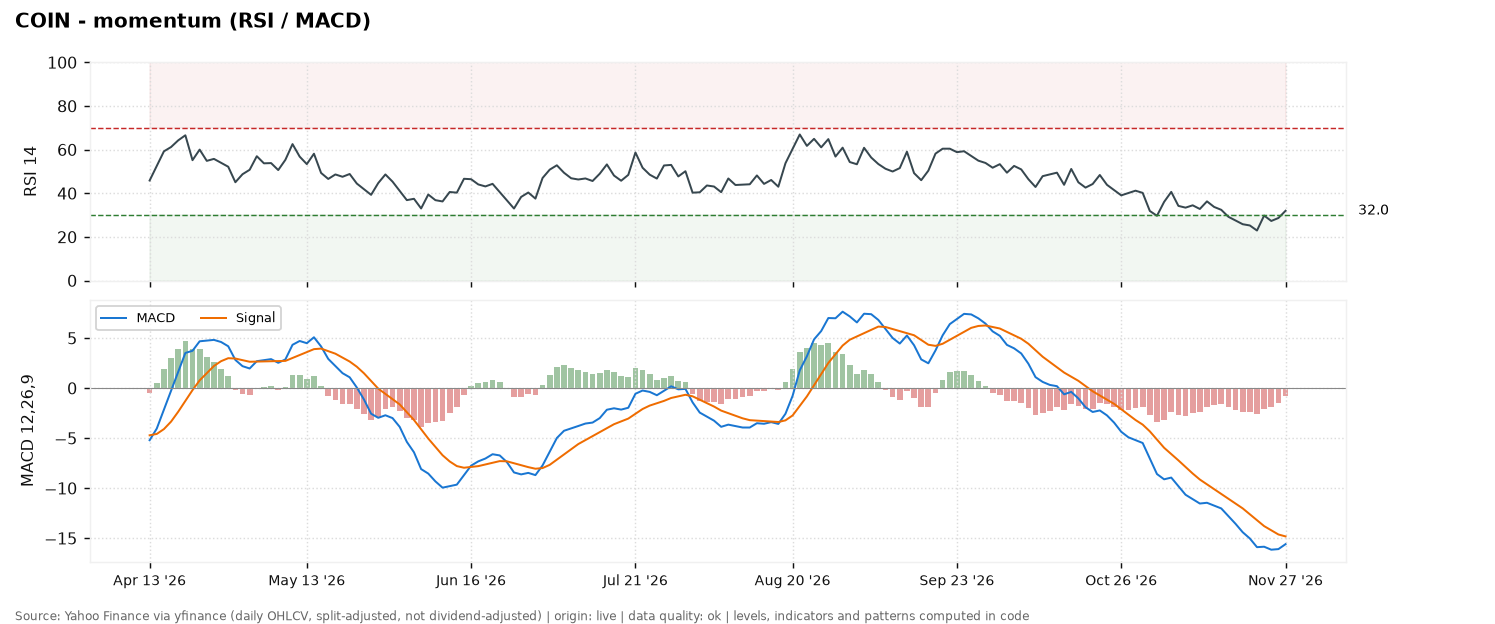 COIN - momentum (RSI / MACD)
100
80
60
40
20
0
RSI 14
32.0
MACD Signal
5
0
−5
−10
−15
MACD 12,26,9
Apr 13 '26 May 13 '26 Jun 16 '26 Jul 21 '26 Aug 20 '26 Sep 23 '26 Oct 26 '26 Nov 27 '26
Source: Yahoo Finance via yfinance (daily OHLCV, split-adjusted, not dividend-adjusted) | origin: live | data quality: ok | levels, indicators and patterns computed in code